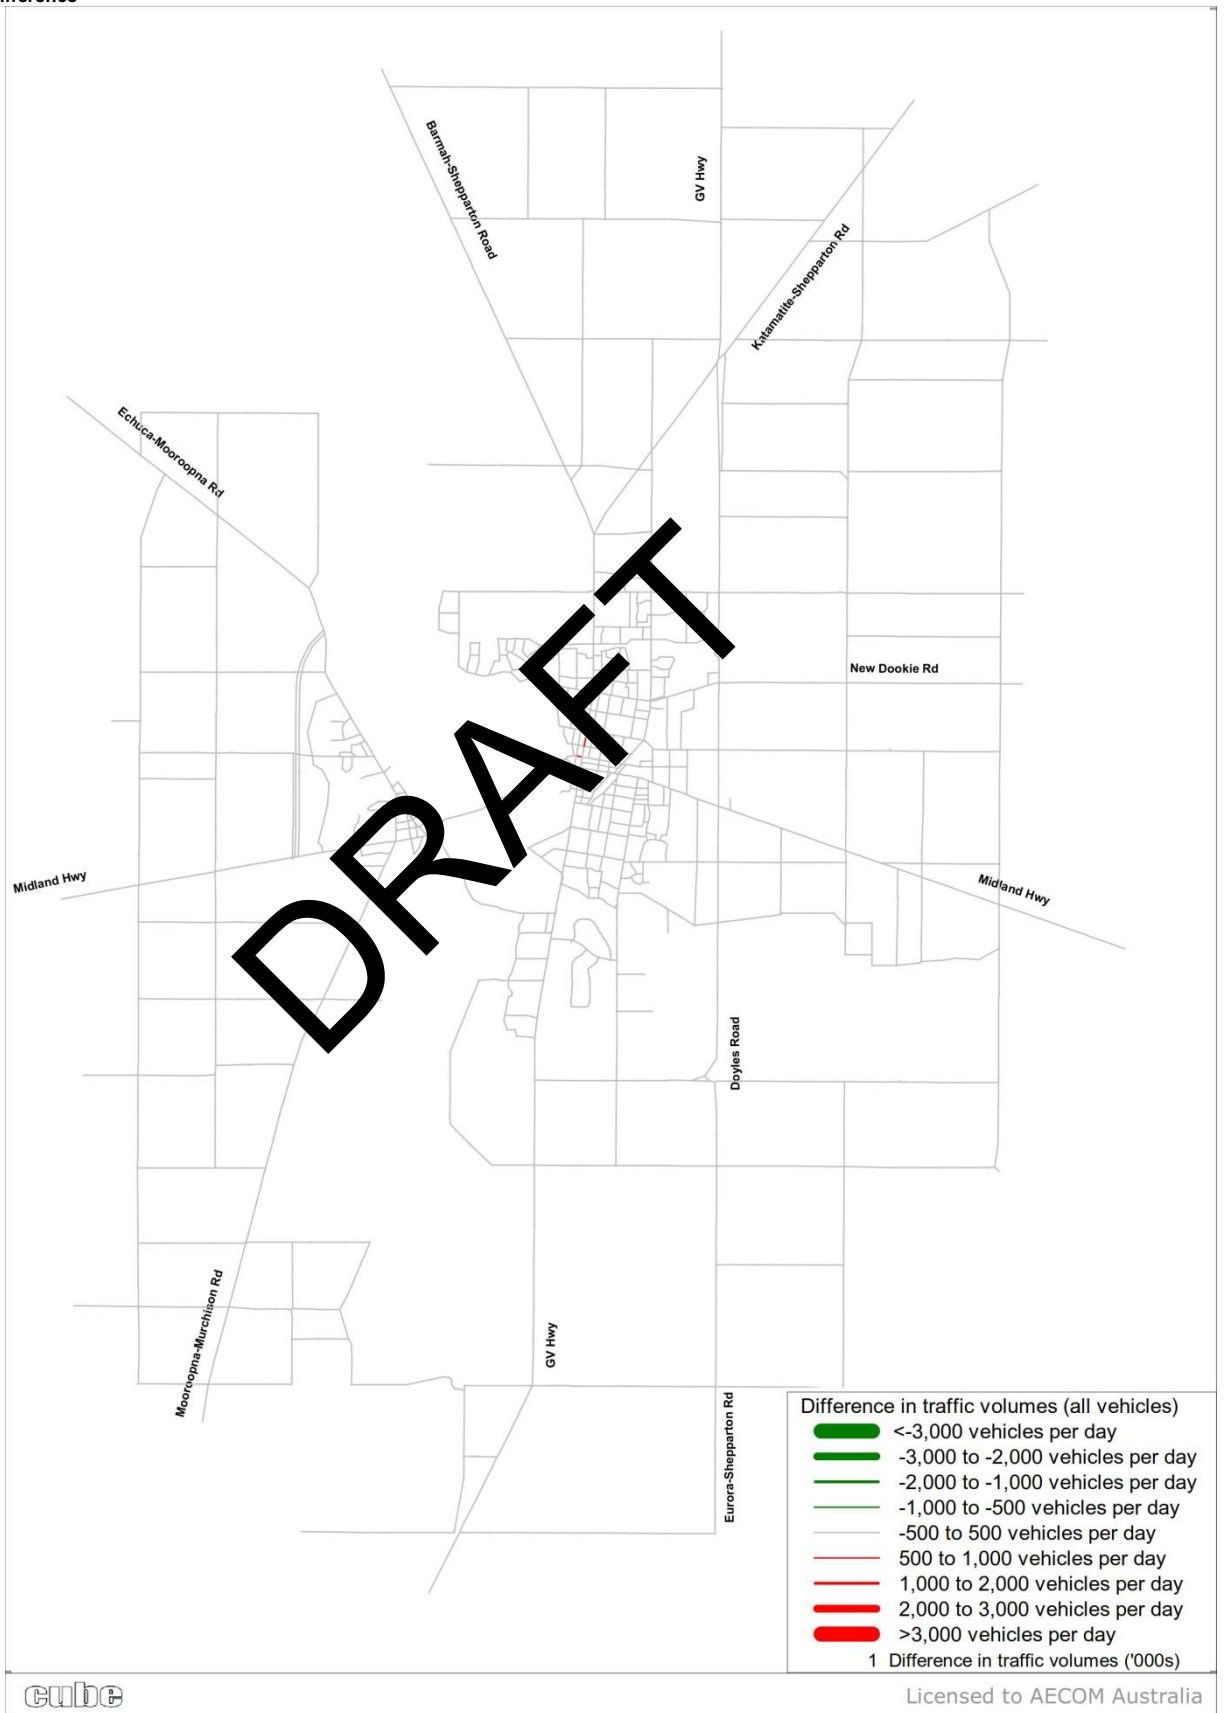 Barmah-Shepparton Road
GV Hwy
Katamatite-Shepparton Rd
Echuca-Mooroopna Rd
New Dookie Rd
DRAFT
Midland Hwy
Midland Hwy
Doyles Road
Mooroopna-Murchison Rd
GV Hwy
Eurora-Shepparton Rd
Difference in traffic volumes (all vehicles)
<-3,000 vehicles per day
-3,000 to -2,000 vehicles per day
-2,000 to -1,000 vehicles per day
-1,000 to -500 vehicles per day
-500 to 500 vehicles per day
500 to 1,000 vehicles per day
1,000 to 2,000 vehicles per day
2,000 to 3,000 vehicles per day
>3,000 vehicles per day
1 Difference in traffic volumes ('000s)
cube
Licensed to AECOM Australia